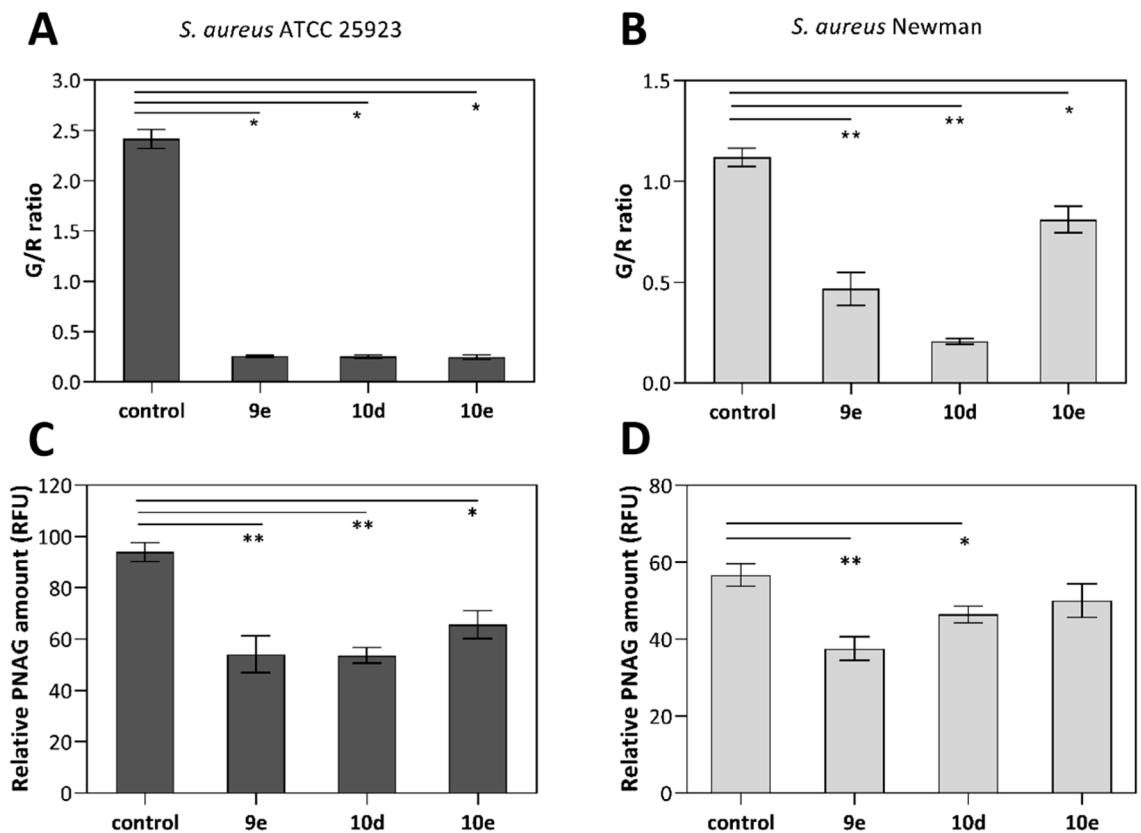 A
S. aureus ATCC 25923
G/R ratio
3.0
2.5
2.0
1.5
1.0
0.5
0.0
*
*
*
control 9e 10d 10e
B
S. aureus Newman
G/R ratio
1.5
1.0
0.5
0.0
**
**
*
control 9e 10d 10e
C
Relative PNAG amount (RFU)
120
100
80
60
40
20
0
**
**
*
control 9e 10d 10e
D
Relative PNAG amount (RFU)
80
60
40
20
0
**
*
control 9e 10d 10e